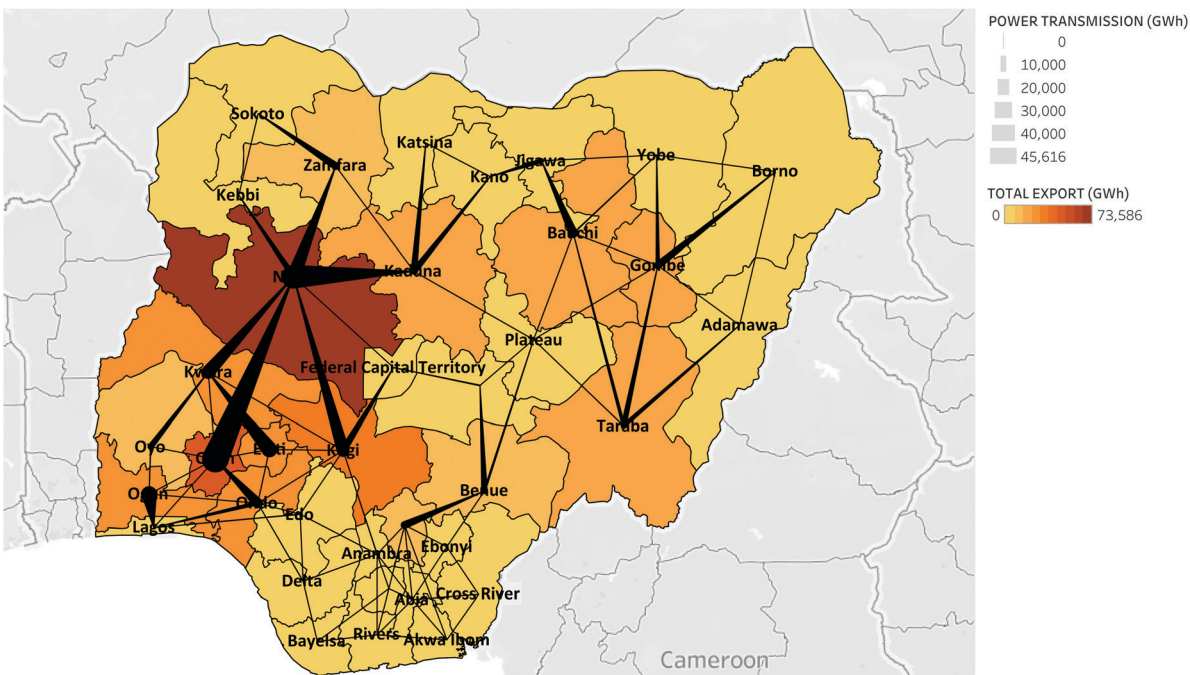 POWER TRANSMISSION (GWh)
0
10,000
20,000
30,000
40,000
45,616
TOTAL EXPORT (GWh)
0 73,586
Sokoto
Katsina
Zamfara
Jigawa
Yobe
Kano
Borno
Kebbi
Bauchi
Gombe
Kaduna
Adamawa
Plateau
Federal Capital Territory
Kwara
Taraba
Oyo
Ekiti
Kogi
Benue
Ogun
Ondo
Edo
Lagos
Anambra
Ebonyi
Delta
Abia
Cross River
Bayelsa
Rivers
Akwa Ibom
Cameroon